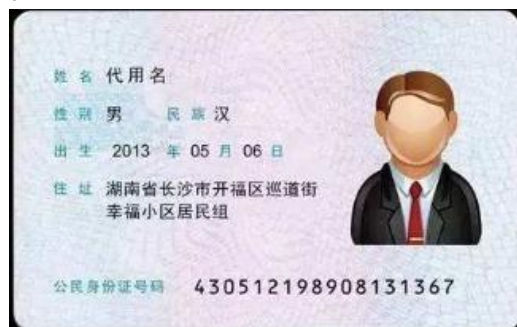 姓名 代用名
性别 男 民族 汉
出生 2013 年 05 月 06 日
住址 湖南省长沙市开福区巡道街
幸福小区居民组
公民身份证号码 430512198908131367